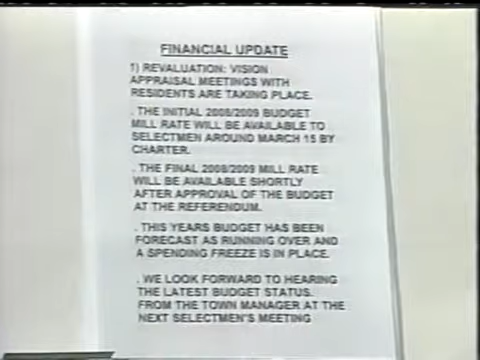 FINANCIAL UPDATE
1) REVALUATION: VISION
APPRAISAL MEETINGS WITH
RESIDENTS ARE TAKING PLACE.
. THE INITIAL 2008/2009 BUDGET
MILL RATE WILL BE AVAILABLE TO
SELECTMEN AROUND MARCH 15 BY
CHARTER.
. THE FINAL 2008/2009 MILL RATE
WILL BE AVAILABLE SHORTLY
AFTER APPROVAL OF THE BUDGET
AT THE REFERENDUM.
. THIS YEARS BUDGET HAS BEEN
FORECAST AS RUNNING OVER AND
A SPENDING FREEZE IS IN PLACE.
. WE LOOK FORWARD TO HEARING
THE LATEST BUDGET STATUS.
FROM THE TOWN MANAGER AT THE
NEXT SELECTMEN'S MEETING